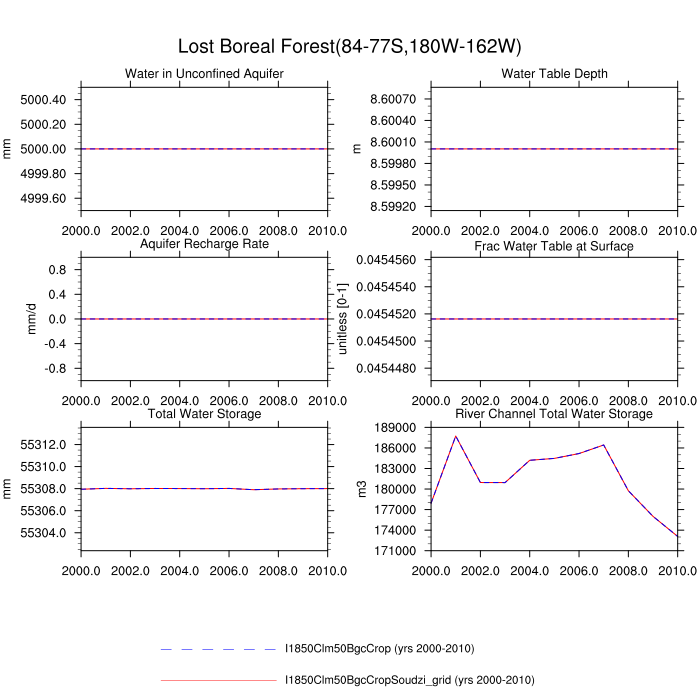 Lost Boreal Forest(84-77S,180W-162W)
Water in Unconfined Aquifer
mm
5000.40
5000.20
5000.00
4999.80
4999.60
2000.0 2002.0 2004.0 2006.0 2008.0 2010.0
Water Table Depth
m
8.60070
8.60040
8.60010
8.59980
8.59950
8.59920
2000.0 2002.0 2004.0 2006.0 2008.0 2010.0
Aquifer Recharge Rate
mm/d
0.8
0.4
0.0
-0.4
-0.8
2000.0 2002.0 2004.0 2006.0 2008.0 2010.0
Frac Water Table at Surface
unitless [0-1]
0.0454560
0.0454540
0.0454520
0.0454500
0.0454480
2000.0 2002.0 2004.0 2006.0 2008.0 2010.0
Total Water Storage
mm
55312.0
55310.0
55308.0
55306.0
55304.0
2000.0 2002.0 2004.0 2006.0 2008.0 2010.0
River Channel Total Water Storage
m3
189000
186000
183000
180000
177000
174000
171000
2000.0 2002.0 2004.0 2006.0 2008.0 2010.0
I1850Clm50BgcCrop (yrs 2000-2010)
I1850Clm50BgcCropSoudzi_grid (yrs 2000-2010)